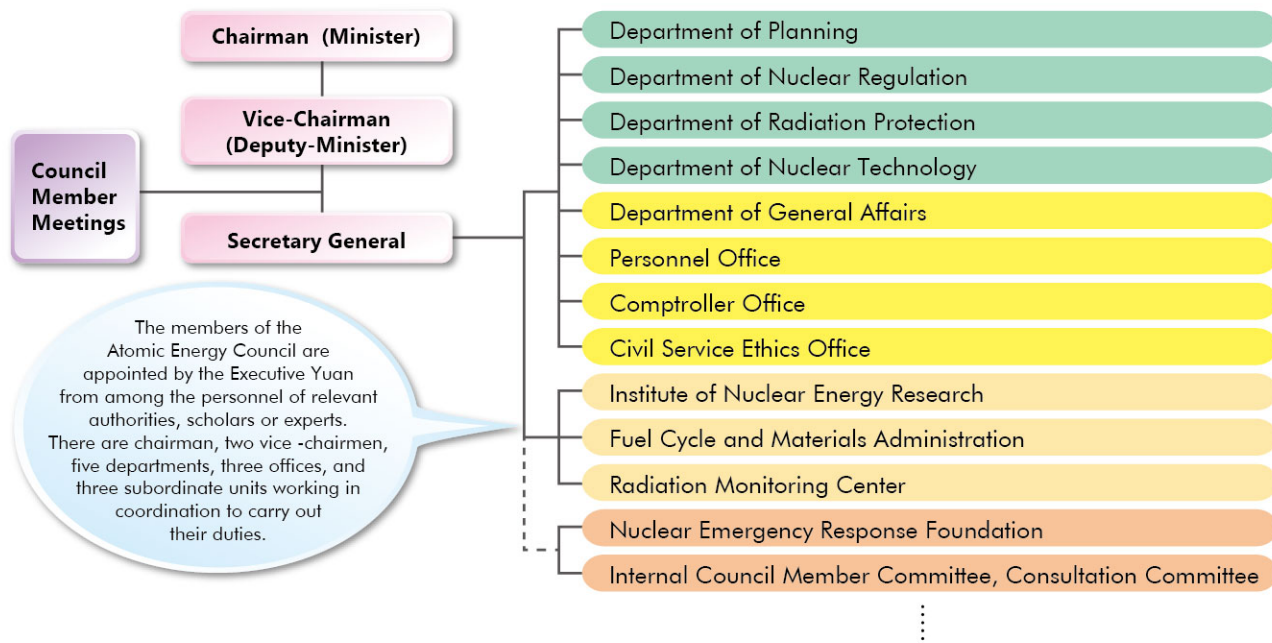 Chairman (Minister)
Vice-Chairman
(Deputy-Minister)
Council
Member
Meetings
Secretary General
The members of the
Atomic Energy Council are
appointed by the Executive Yuan
from among the personnel of relevant
authorities, scholars or experts.
There are chairman, two vice -chairmen,
five departments, three offices, and
three subordinate units working in
coordination to carry out
their duties.
Department of Planning
Department of Nuclear Regulation
Department of Radiation Protection
Department of Nuclear Technology
Department of General Affairs
Personnel Office
Comptroller Office
Civil Service Ethics Office
Institute of Nuclear Energy Research
Fuel Cycle and Materials Administration
Radiation Monitoring Center
Nuclear Emergency Response Foundation
Internal Council Member Committee, Consultation Committee